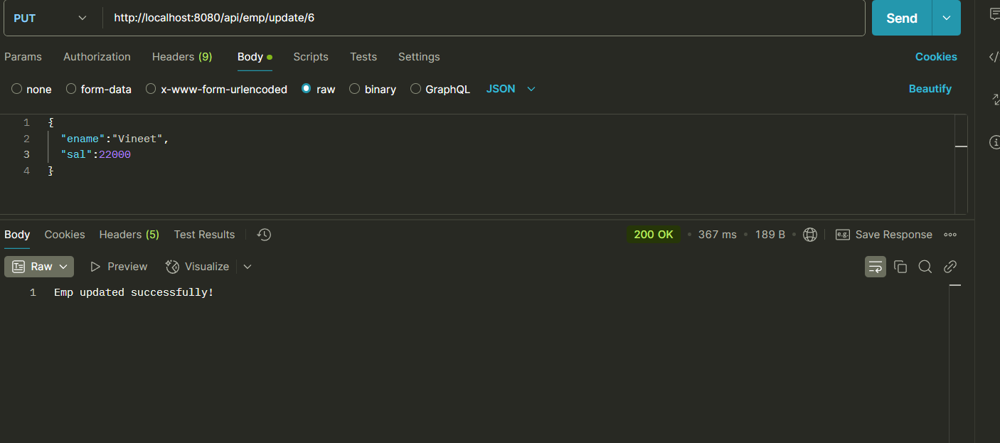 PUT http://localhost:8080/api/emp/update/6 Send
Params Authorization Headers (9) Body Scripts Tests Settings Cookies
none form-data x-www-form-urlencoded raw binary GraphQL JSON Beautify
1 {
2 "ename":"Vineet",
3 "sal":22000
4 }
Body Cookies Headers (5) Test Results 200 OK • 367 ms • 189 B • e.g. Save Response
Raw Preview Visualize
1 Emp updated successfully!